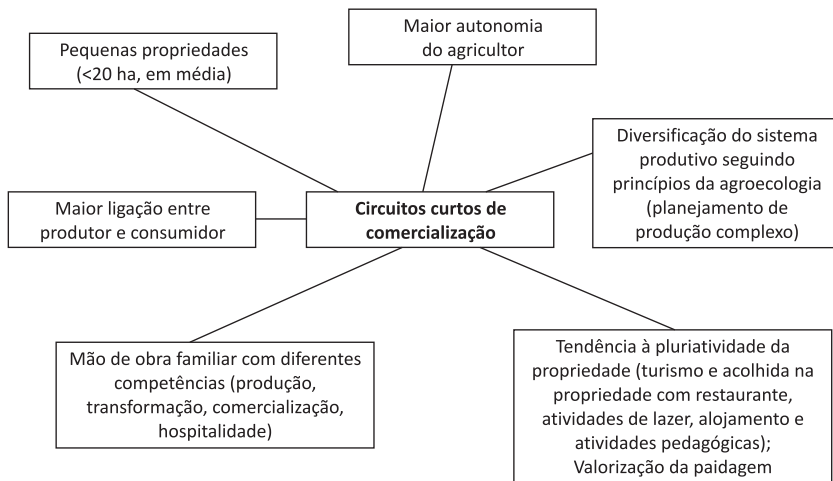 Pequenas propriedades
(<20 ha, em média)
Maior autonomia
do agricultor
Diversificação do sistema
produtivo seguindo
princípios da agroecologia
(planejamento de
produção complexo)
Maior ligação entre
produtor e consumidor
Circuitos curtos de
comercialização
Mão de obra familiar com diferentes
competências (produção,
transformação, comercialização,
hospitalidade)
Tendência à pluriatividade da
propriedade (turismo e acolhida na
propriedade com restaurante,
atividades de lazer, alojamento e
atividades pedagógicas);
Valorização da paidagem